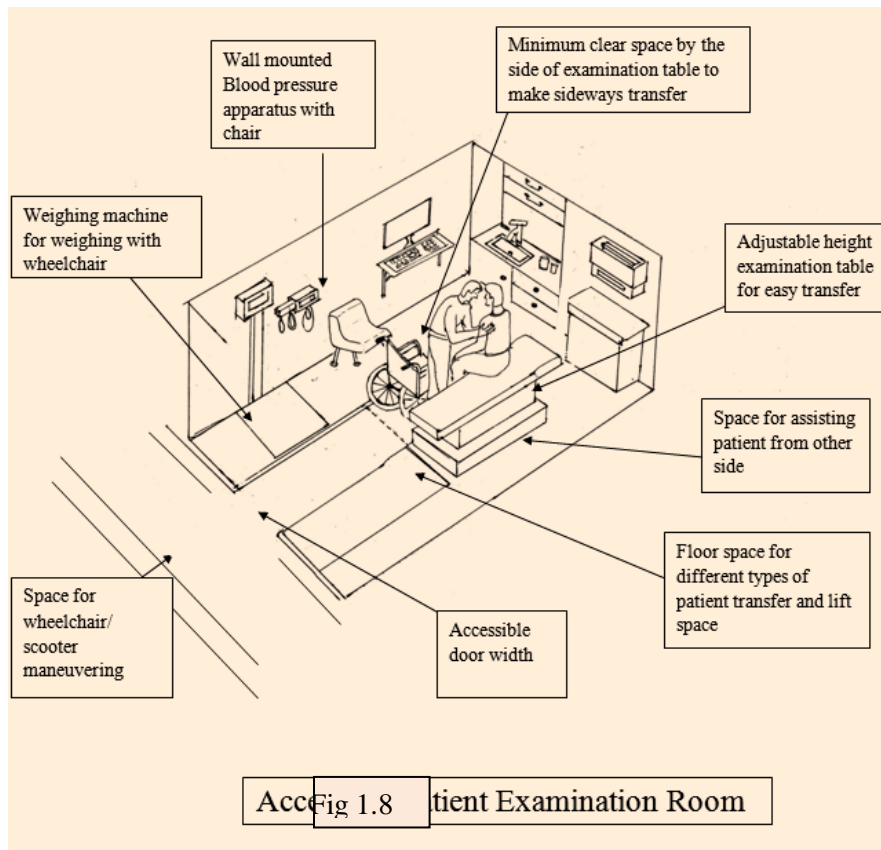 Wall mounted
Blood pressure
apparatus with
chair
Minimum clear space by the
side of examination table to
make sideways transfer
Weighing machine
for weighing with
wheelchair
Adjustable height
examination table
for easy transfer
Space for assisting
patient from other
side
Floor space for
different types of
patient transfer and lift
space
Space for
wheelchair/
scooter
maneuvering
Accessible
door width
Fig 1.8
Acce tient Examination Room